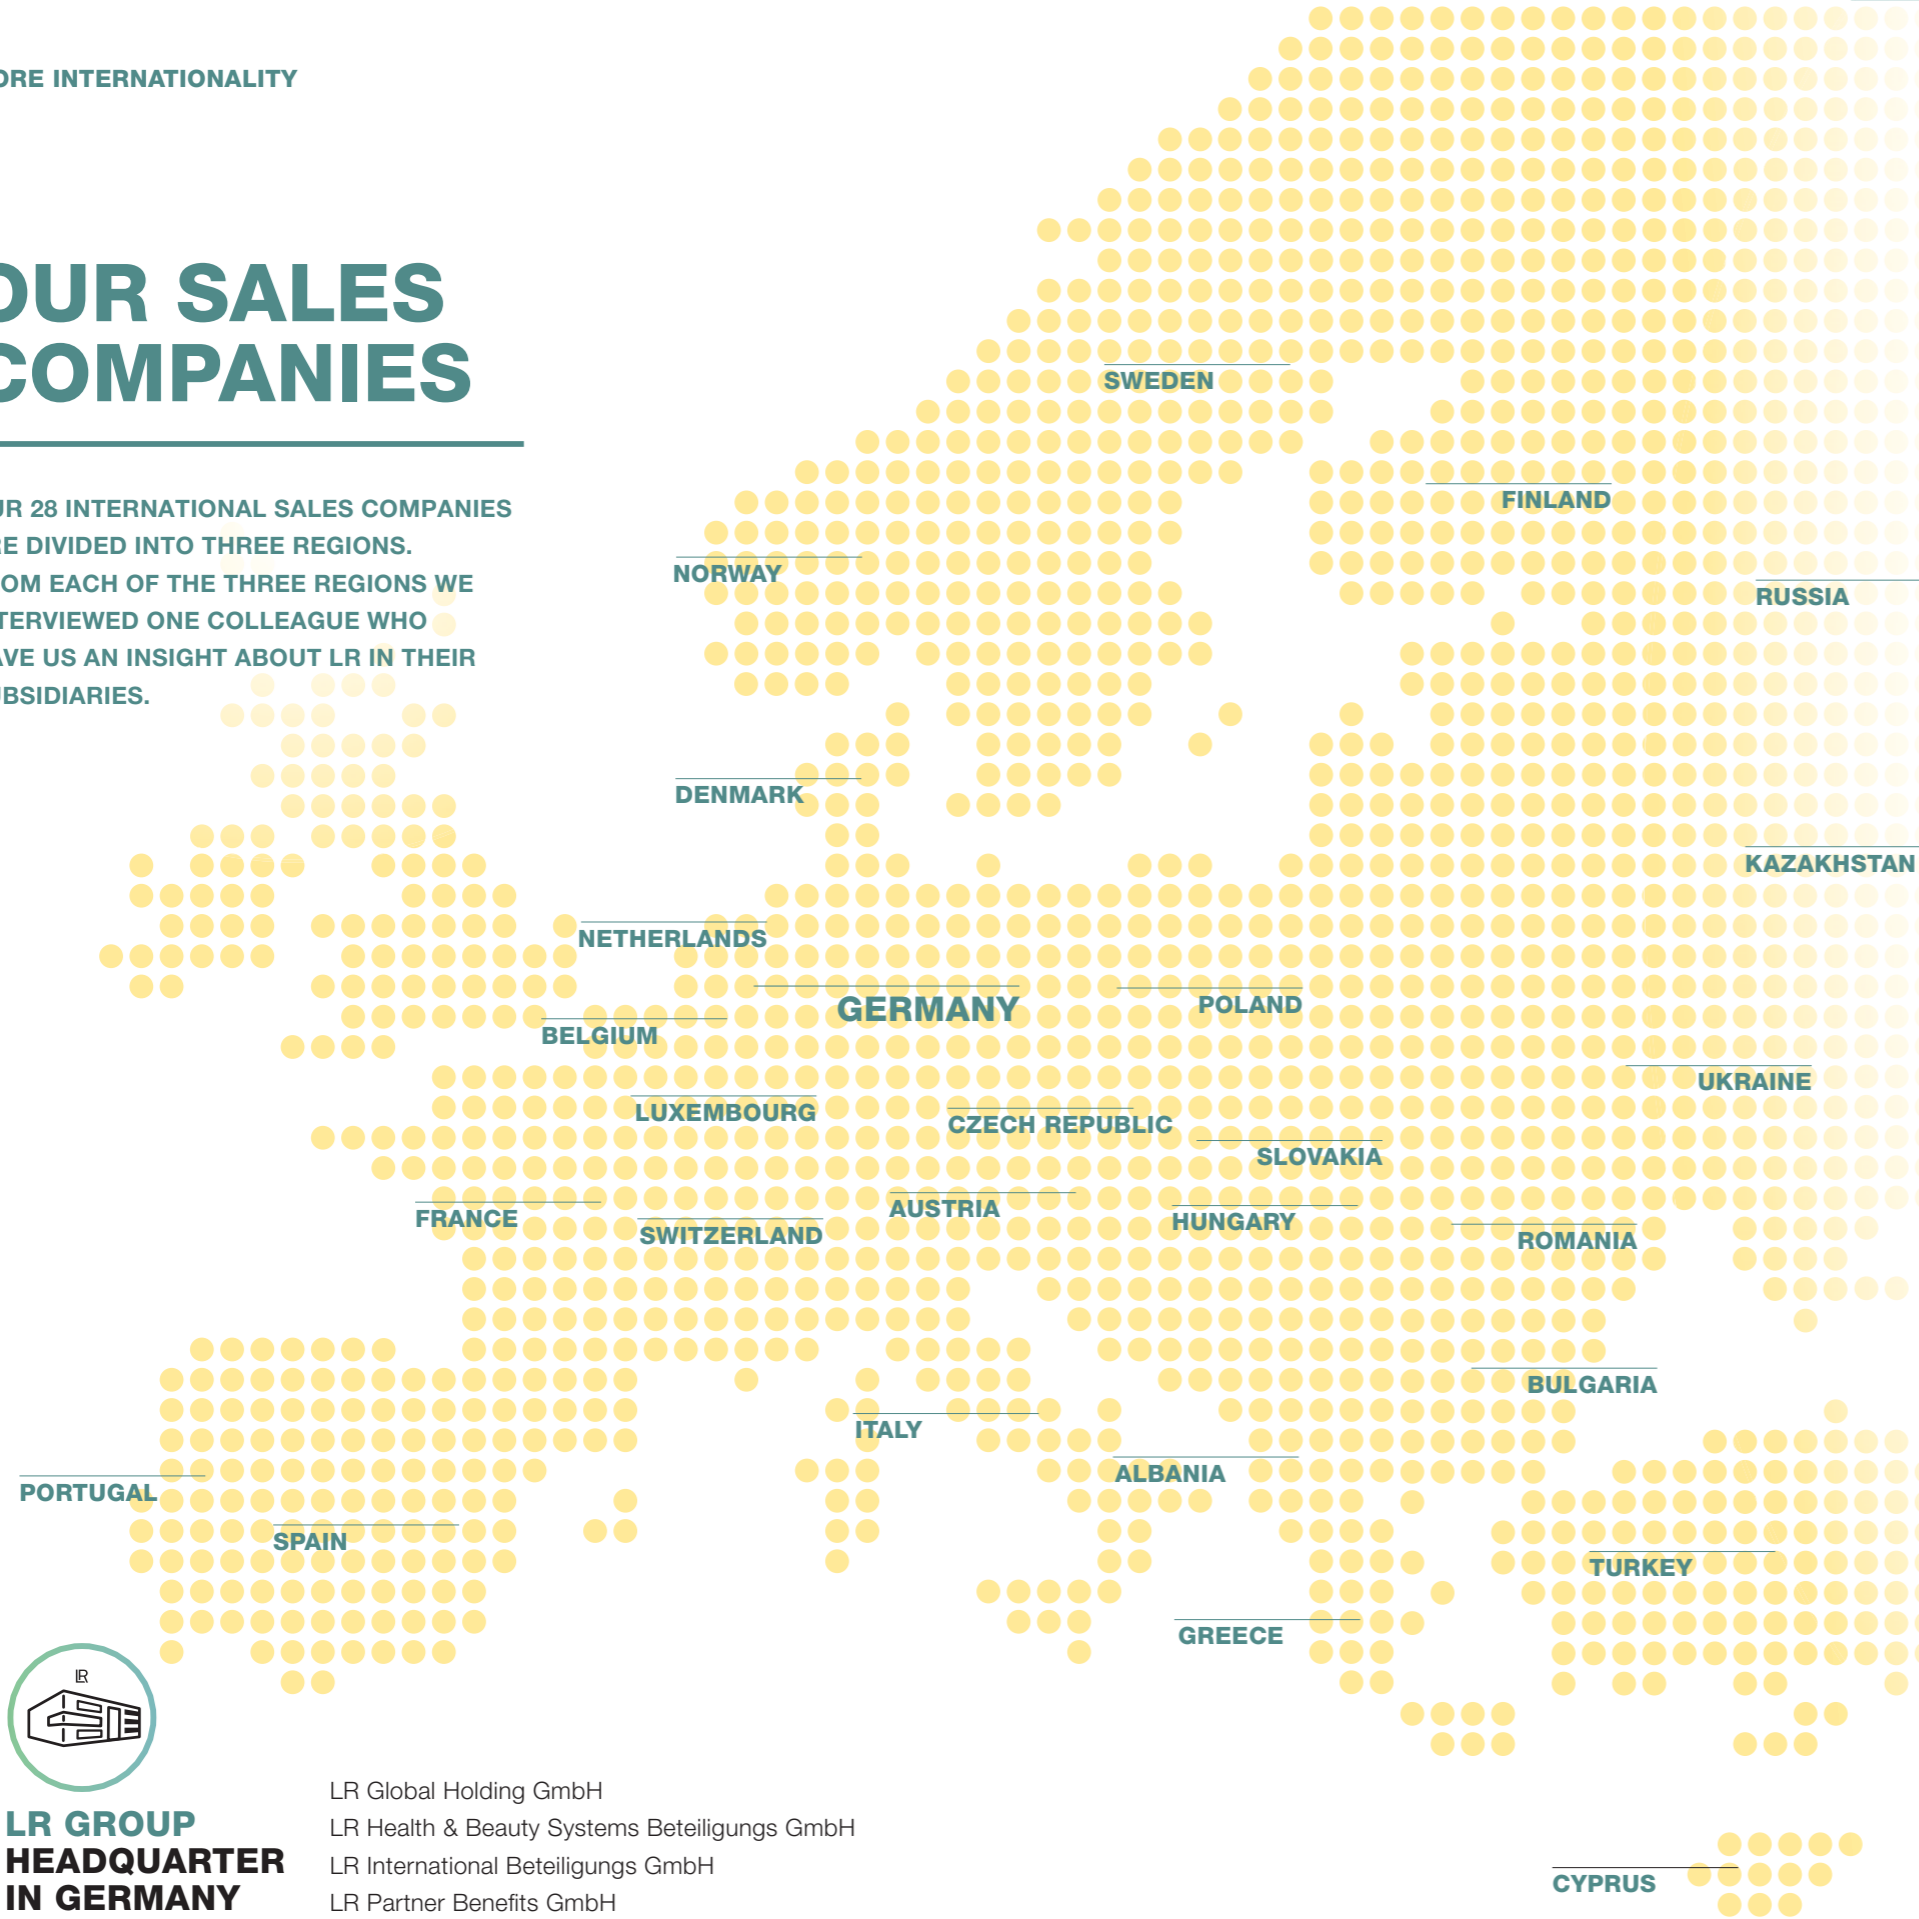 ORE INTERNATIONALITY
OUR SALES
COMPANIES
UR 28 INTERNATIONAL SALES COMPANIES
RE DIVIDED INTO THREE REGIONS.
OM EACH OF THE THREE REGIONS WE
TERVIEWED ONE COLLEAGUE WHO
AVE US AN INSIGHT ABOUT LR IN THEIR
UBSIDIARIES.
SWEDEN
FINLAND
NORWAY
RUSSIA
DENMARK
KAZAKHSTAN
NETHERLANDS
GERMANY
POLAND
BELGIUM
UKRAINE
LUXEMBOURG
CZECH REPUBLIC
SLOVAKIA
FRANCE
SWITZERLAND
AUSTRIA
HUNGARY
ROMANIA
BULGARIA
ITALY
ALBANIA
PORTUGAL
SPAIN
TURKEY
GREECE
CYPRUS
LR
LR GROUP
HEADQUARTER
IN GERMANY
LR Global Holding GmbH
LR Health & Beauty Systems Beteiligungs GmbH
LR International Beteiligungs GmbH
LR Partner Benefits GmbH